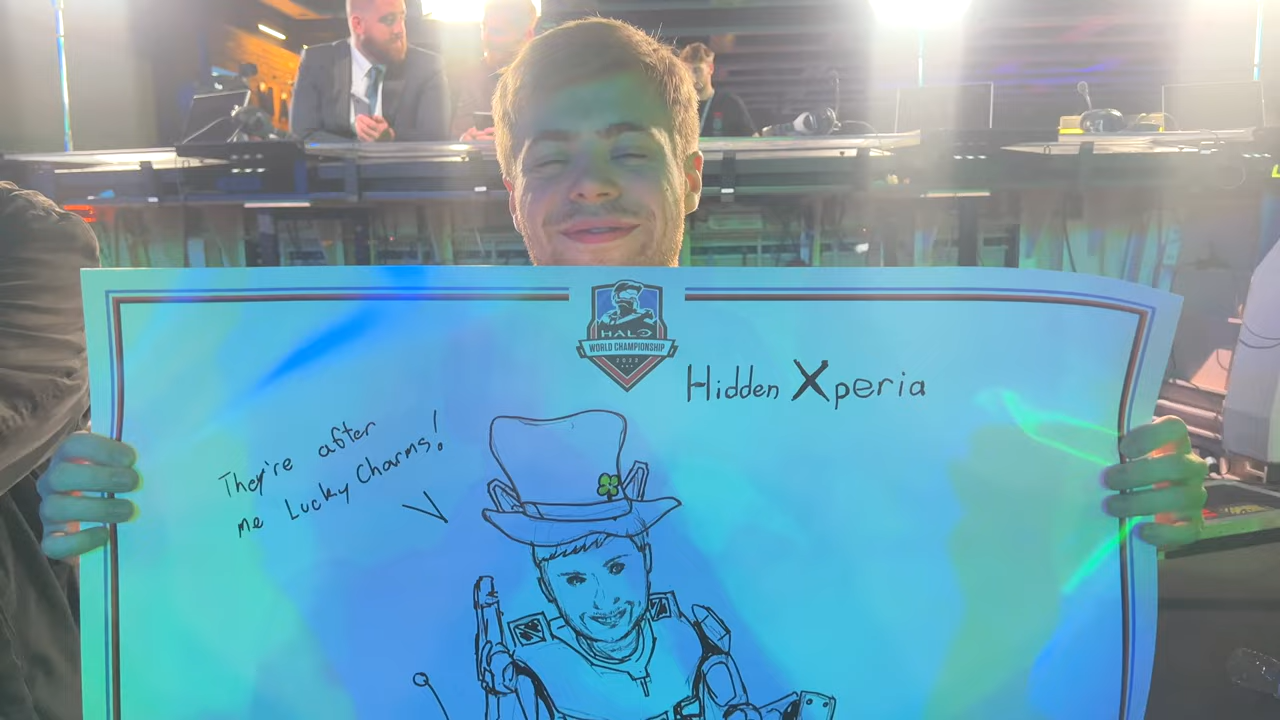 HALO
WORLD CHAMPIONSHIP
Hidden Xperia
They're after
me Lucky Charms!